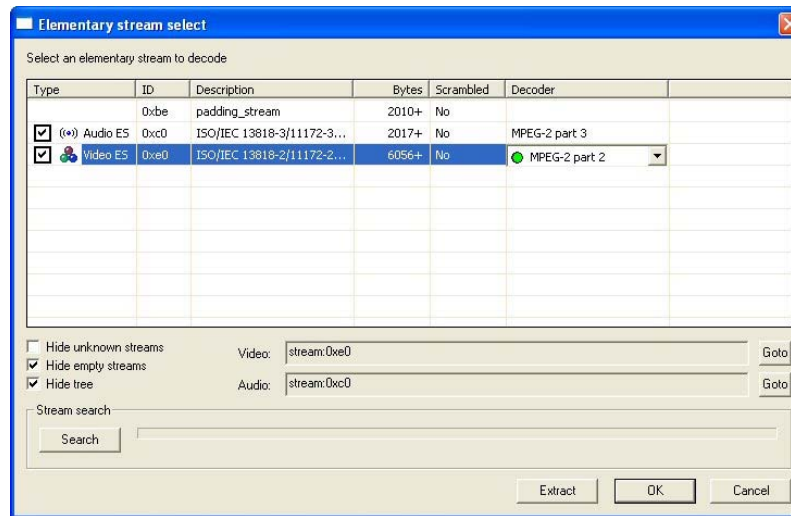 Elementary stream select
Select an elementary stream to decode
Type ID Description Bytes Scrambled Decoder
0xbe padding_stream 2010+ No
Audio ES 0xc0 ISO/IEC 13818-3/11172-3... 2017+ No MPEG-2 part 3
Video ES 0xe0 ISO/IEC 13818-2/11172-2... 6056+ No MPEG-2 part 2
Hide unknown streams
Hide empty streams
Hide tree
Video: stream:0xe0 Goto
Audio: stream:0xc0 Goto
Stream search
Search
Extract OK Cancel